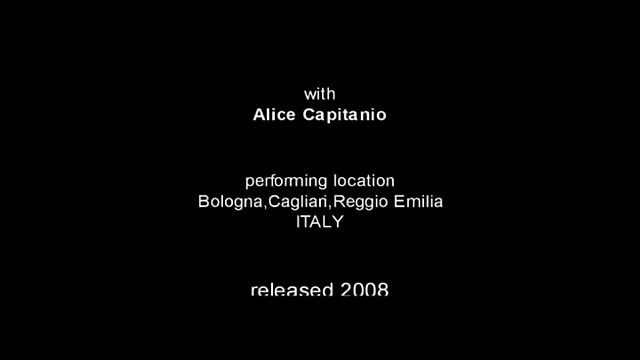 with
Alice Capitanio
performing location
Bologna,Cagliari,Reggio Emilia
ITALY
released 2008